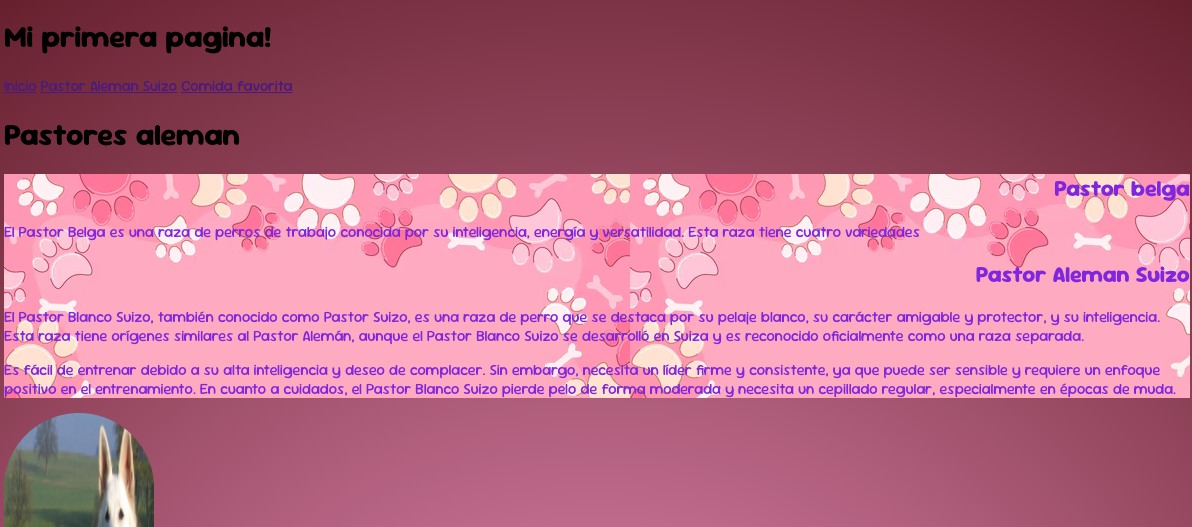 Mi primera pagina!
Inicio Pastor Aleman Suizo Comida favorita
Pastores aleman
Pastor belga
El Pastor Belga es una raza de perros de trabajo conocida por su inteligencia, energía y versatilidad. Esta raza tiene cuatro variedades
Pastor Aleman Suizo
El Pastor Blanco Suizo, también conocido como Pastor Suizo, es una raza de perro que se destaca por su pelaje blanco, su carácter amigable y protector, y su inteligencia.
Esta raza tiene orígenes similares al Pastor Alemán, aunque el Pastor Blanco Suizo se desarrolló en Suiza y es reconocido oficialmente como una raza separada.
Es fácil de entrenar debido a su alta inteligencia y deseo de complacer. Sin embargo, necesita un líder firme y consistente, ya que puede ser sensible y requiere un enfoque
positivo en el entrenamiento. En cuanto a cuidados, el Pastor Blanco Suizo pierde pelo de forma moderada y necesita un cepillado regular, especialmente en épocas de muda.